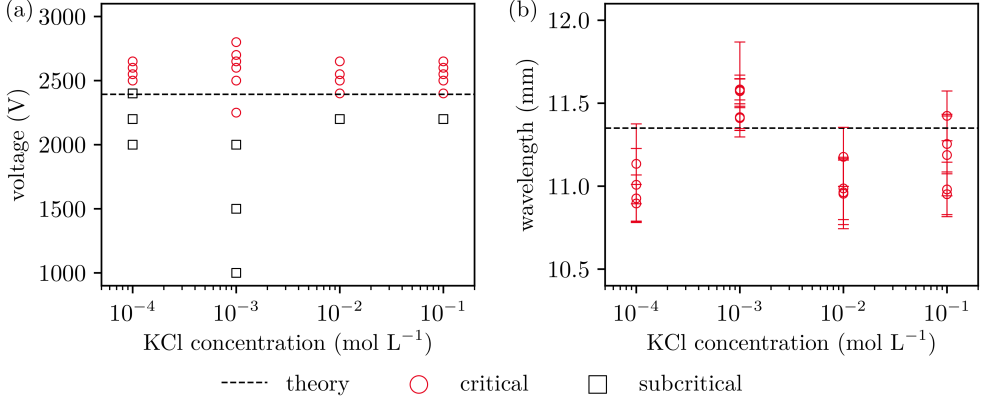 (a)
3000
2500
2000
1500
1000
voltage (V)
10⁻⁴ 10⁻³ 10⁻² 10⁻¹
KCl concentration (mol L⁻¹)
(b)
12.0
11.5
11.0
10.5
wavelength (mm)
10⁻⁴ 10⁻³ 10⁻² 10⁻¹
KCl concentration (mol L⁻¹)
theory critical subcritical